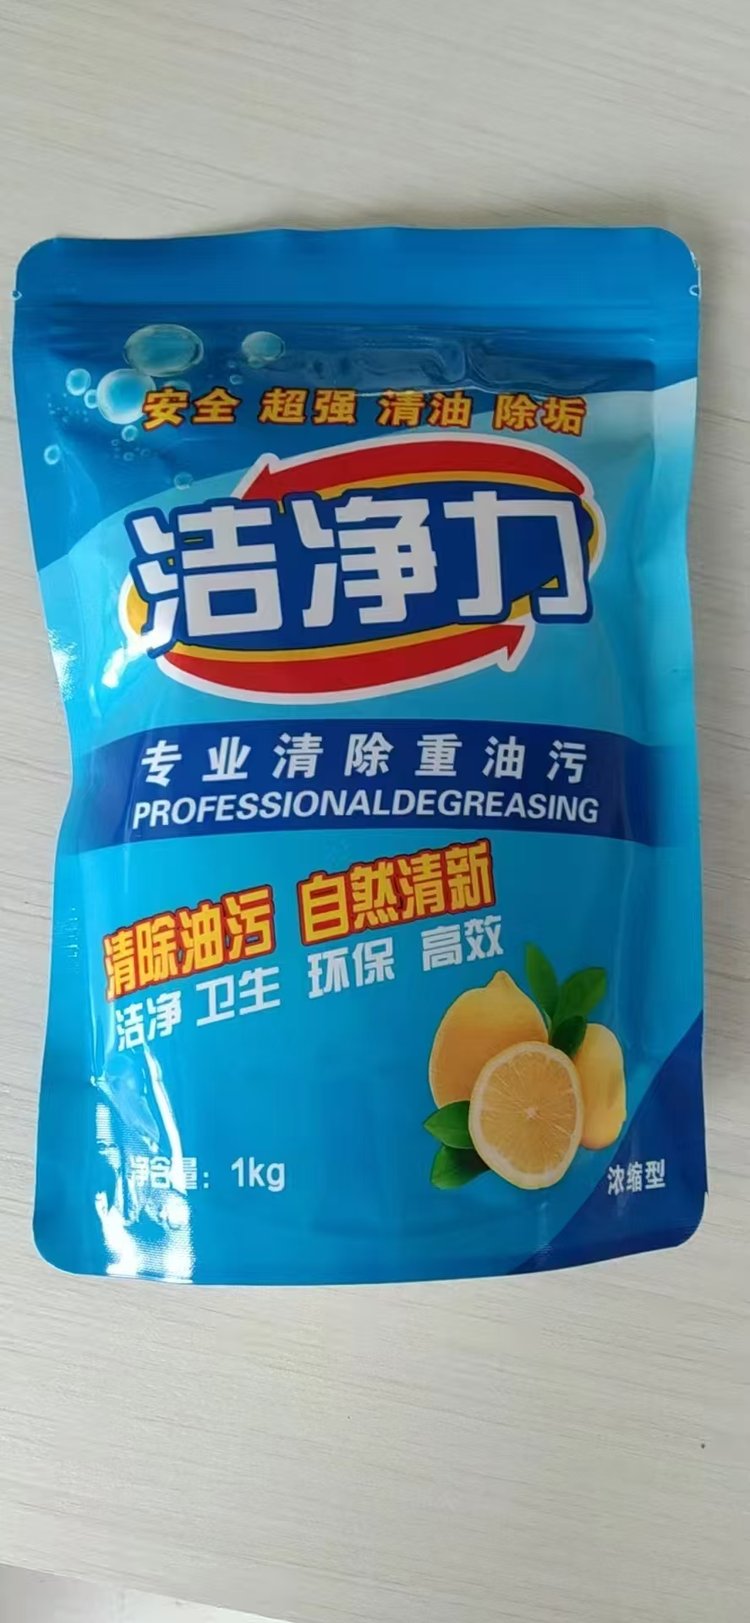 安全 超强 清油 除垢
洁净力
专业清除重油污
PROFESSIONALDEGREASING
清除油污 自然清新
洁净 卫生 环保 高效
净含量：1kg
浓缩型